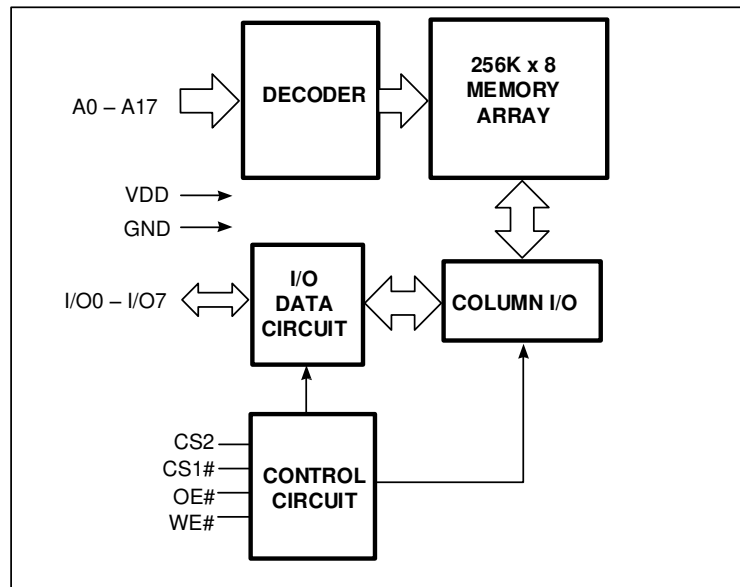 A0 – A17
DECODER
256K x 8
MEMORY
ARRAY
VDD
GND
I/O0 – I/O7
I/O
DATA
CIRCUIT
COLUMN I/O
CS2
CS1#
OE#
WE#
CONTROL
CIRCUIT